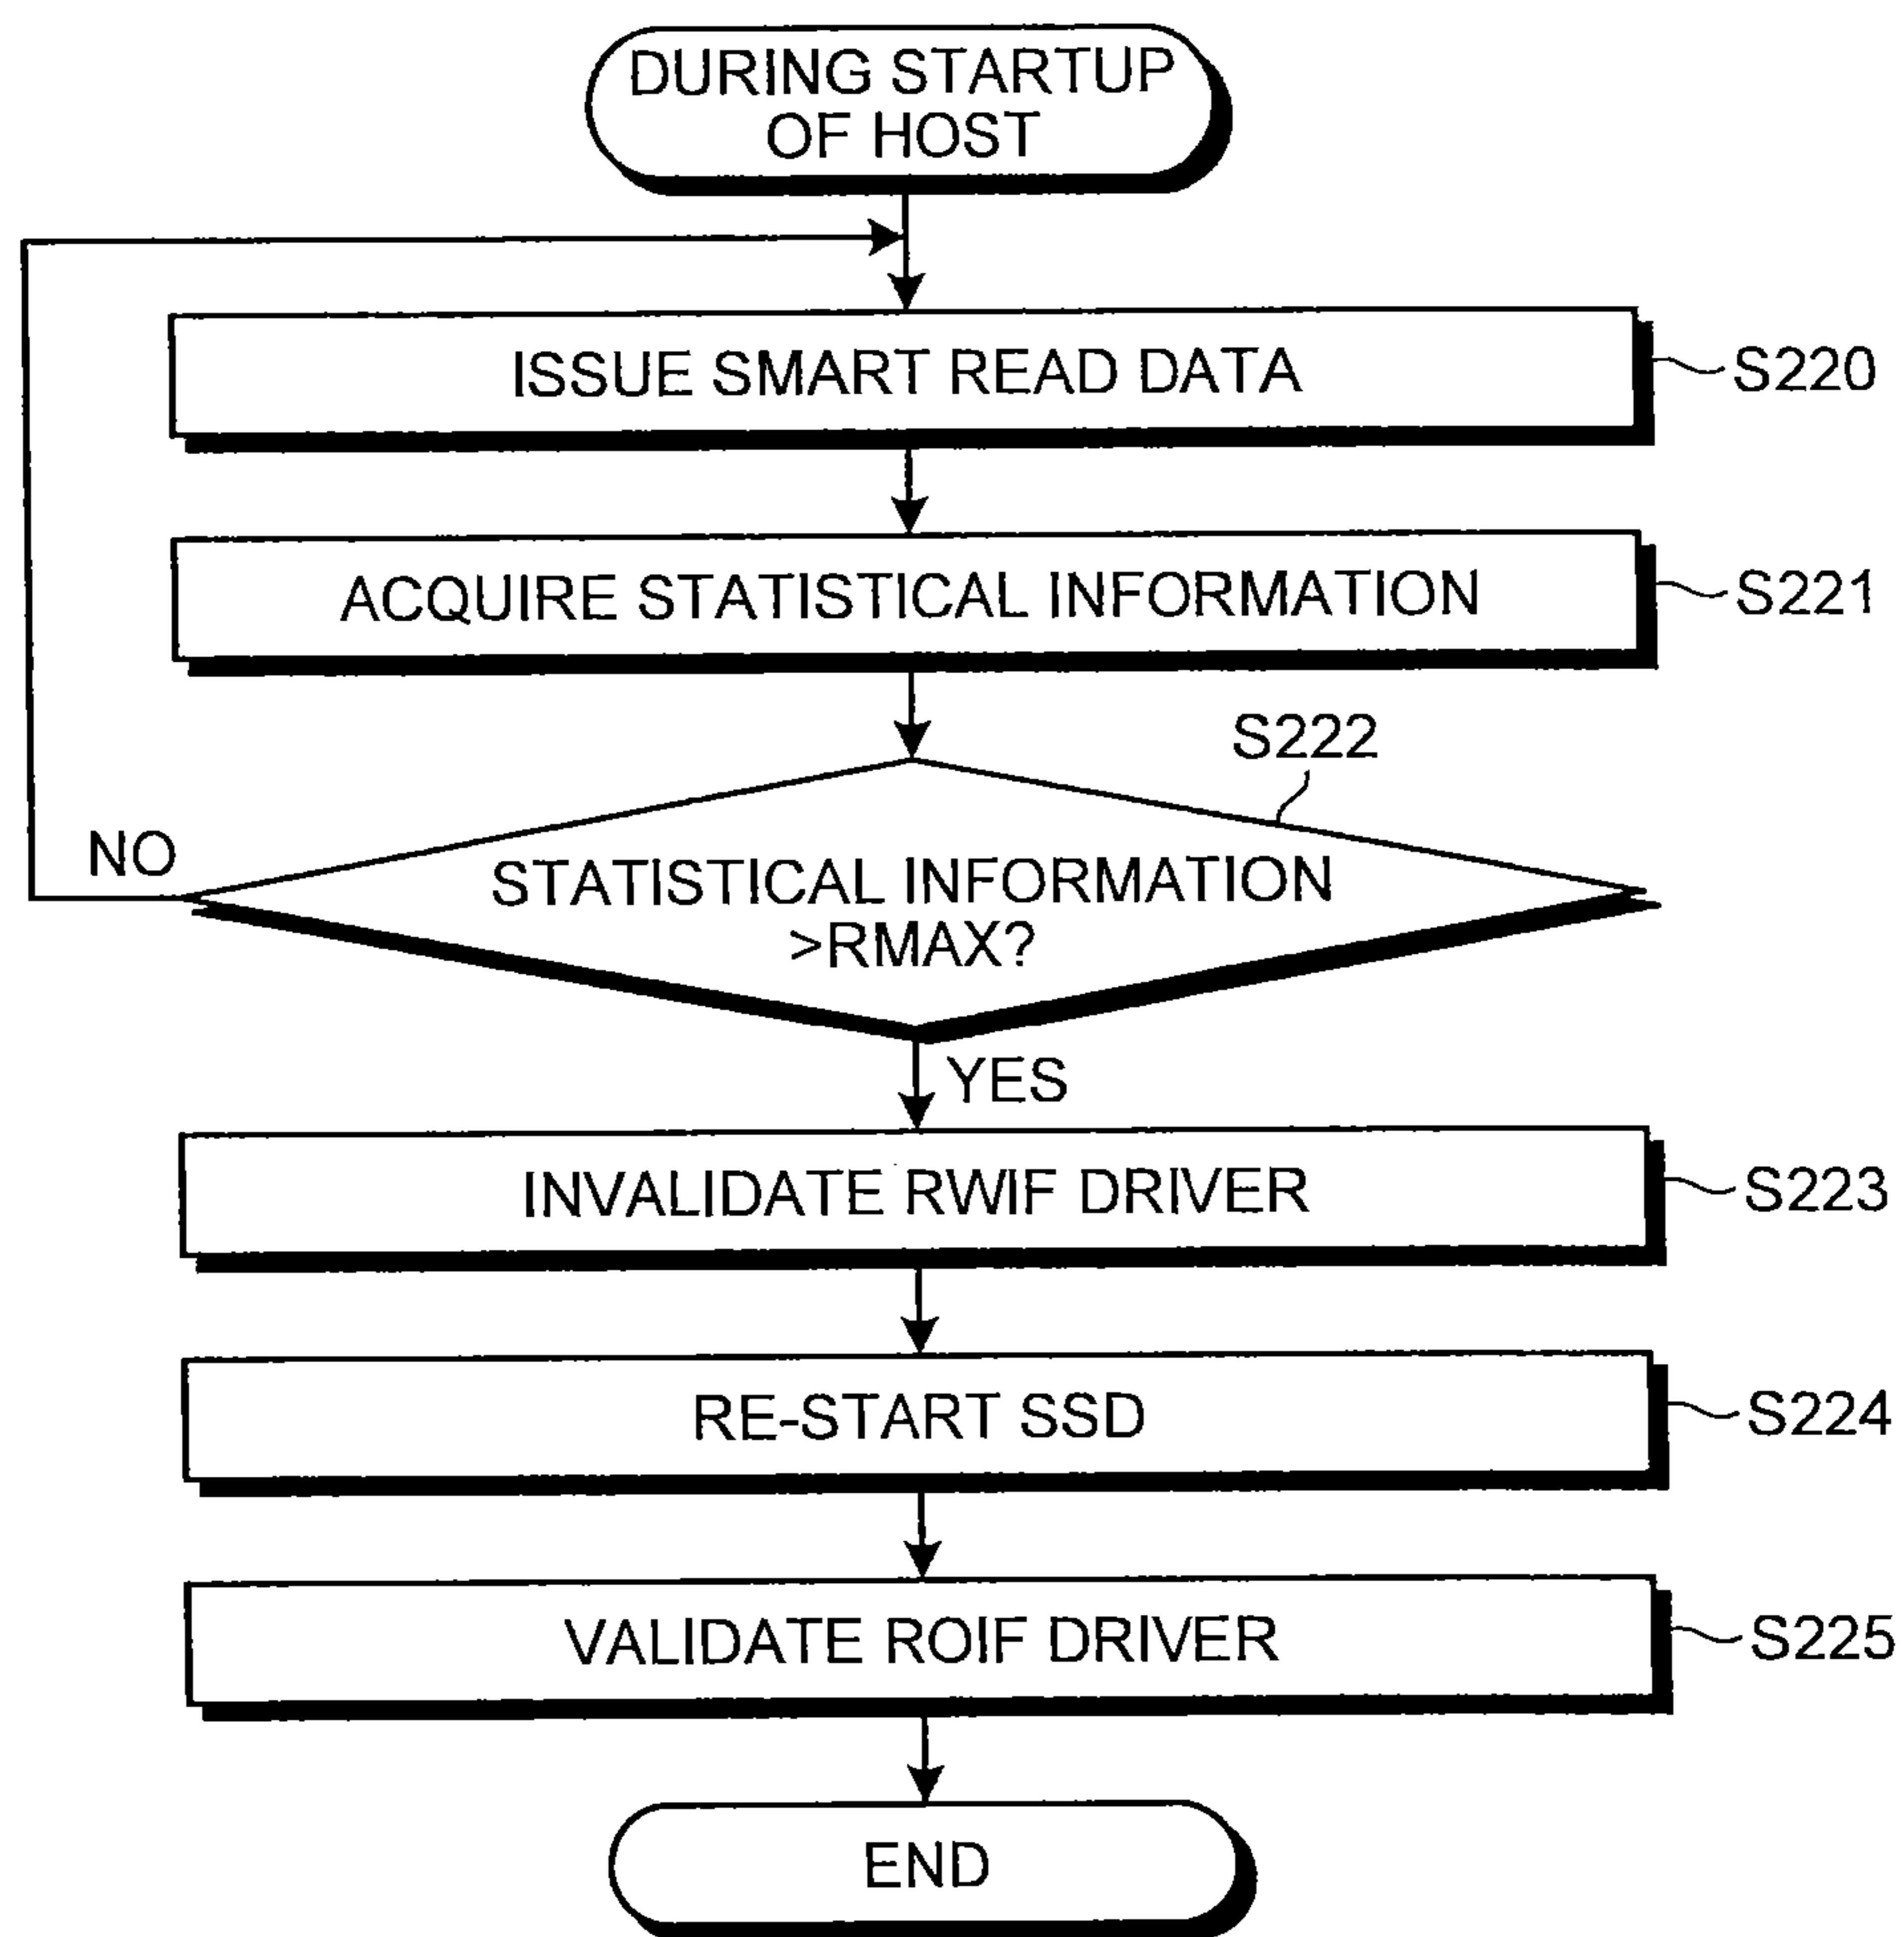 DURING STARTUP
OF HOST
ISSUE SMART READ DATA
S220
ACQUIRE STATISTICAL INFORMATION
S221
S222
NO
STATISTICAL INFORMATION
>RMAX?
YES
INVALIDATE RWIF DRIVER
S223
RE-START SSD
S224
VALIDATE ROIF DRIVER
S225
END